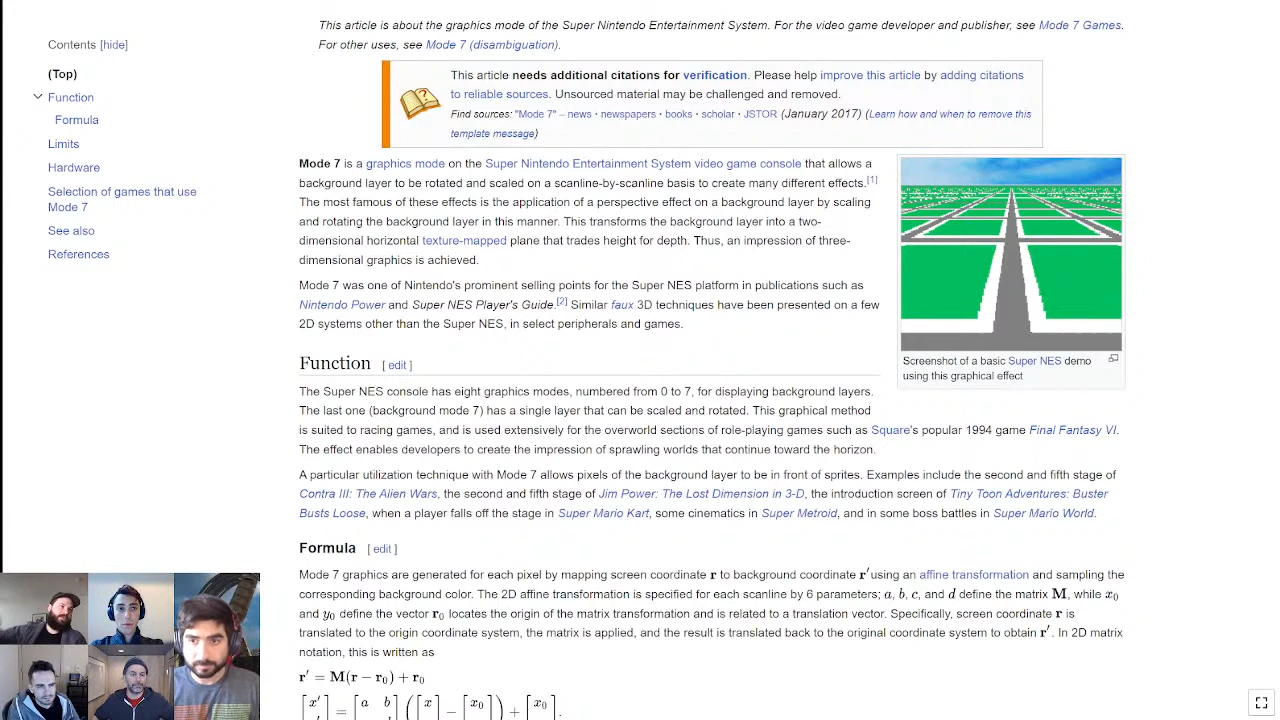 This article is about the graphics mode of the Super Nintendo Entertainment System. For the video game developer and publisher, see Mode 7 Games.
For other uses, see Mode 7 (disambiguation).
Contents [hide]
(Top)
Function
Formula
Limits
Hardware
Selection of games that use
Mode 7
See also
References
This article needs additional citations for verification. Please help improve this article by adding citations
to reliable sources. Unsourced material may be challenged and removed.
Find sources: "Mode 7" – news · newspapers · books · scholar · JSTOR (January 2017) (Learn how and when to remove this
template message)
Mode 7 is a graphics mode on the Super Nintendo Entertainment System video game console that allows a
background layer to be rotated and scaled on a scanline-by-scanline basis to create many different effects.[1]
The most famous of these effects is the application of a perspective effect on a background layer by scaling
and rotating the background layer in this manner. This transforms the background layer into a two-
dimensional horizontal texture-mapped plane that trades height for depth. Thus, an impression of three-
dimensional graphics is achieved.
Mode 7 was one of Nintendo's prominent selling points for the Super NES platform in publications such as
Nintendo Power and Super NES Player's Guide.[2] Similar faux 3D techniques have been presented on a few
2D systems other than the Super NES, in select peripherals and games.
Screenshot of a basic Super NES demo
using this graphical effect
Function [ edit ]
The Super NES console has eight graphics modes, numbered from 0 to 7, for displaying background layers.
The last one (background mode 7) has a single layer that can be scaled and rotated. This graphical method
is suited to racing games, and is used extensively for the overworld sections of role-playing games such as Square's popular 1994 game Final Fantasy VI.
The effect enables developers to create the impression of sprawling worlds that continue toward the horizon.
A particular utilization technique with Mode 7 allows pixels of the background layer to be in front of sprites. Examples include the second and fifth stage of
Contra III: The Alien Wars, the second and fifth stage of Jim Power: The Lost Dimension in 3-D, the introduction screen of Tiny Toon Adventures: Buster
Busts Loose, when a player falls off the stage in Super Mario Kart, some cinematics in Super Metroid, and in some boss battles in Super Mario World.
Formula [ edit ]
Mode 7 graphics are generated for each pixel by mapping screen coordinate r to background coordinate r′ using an affine transformation and sampling the
corresponding background color. The 2D affine transformation is specified for each scanline by 6 parameters; a, b, c, and d define the matrix M, while x₀
and y₀ define the vector r₀ locates the origin of the matrix transformation and is related to a translation vector. Specifically, screen coordinate r is
translated to the origin coordinate system, the matrix is applied, and the result is translated back to the original coordinate system to obtain r′. In 2D matrix
notation, this is written as
r′ = M(r − r₀) + r₀
[x′] = [a b] ([x] − [x₀]) + [x₀]